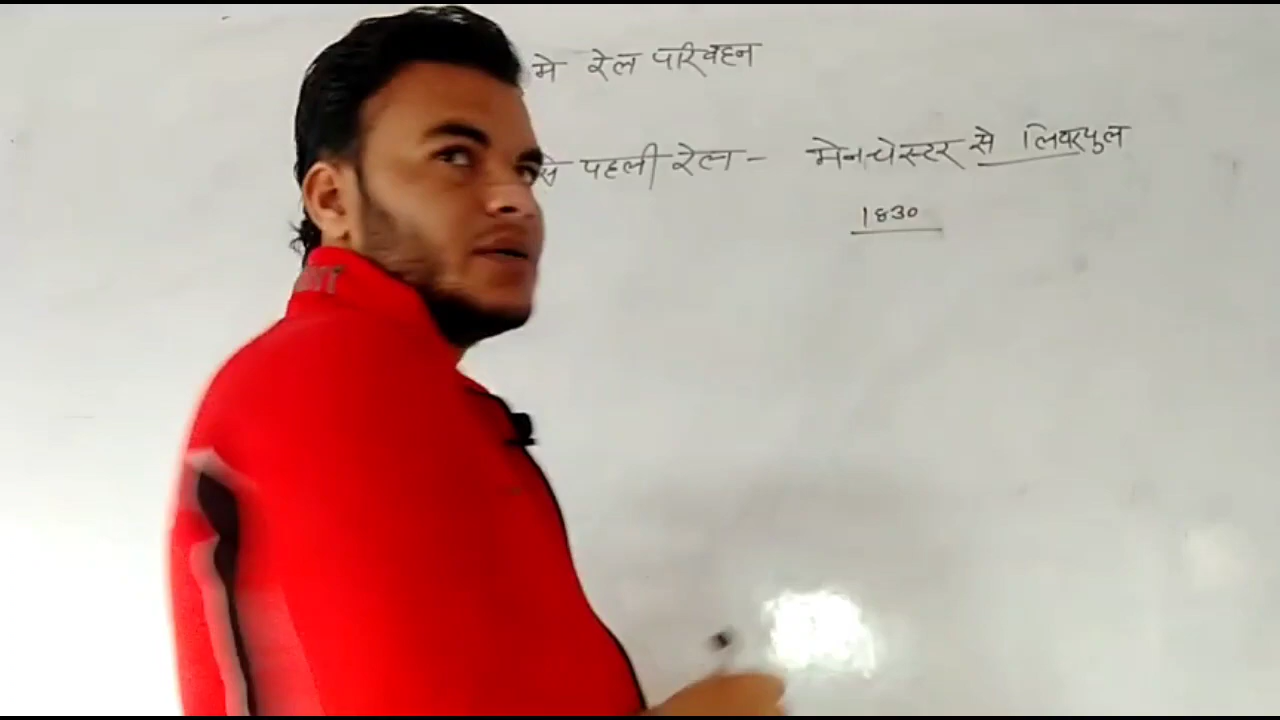 मे रेल परिवहन
से पहली रेल - मेनचेस्टर से लिवरपुल
1830